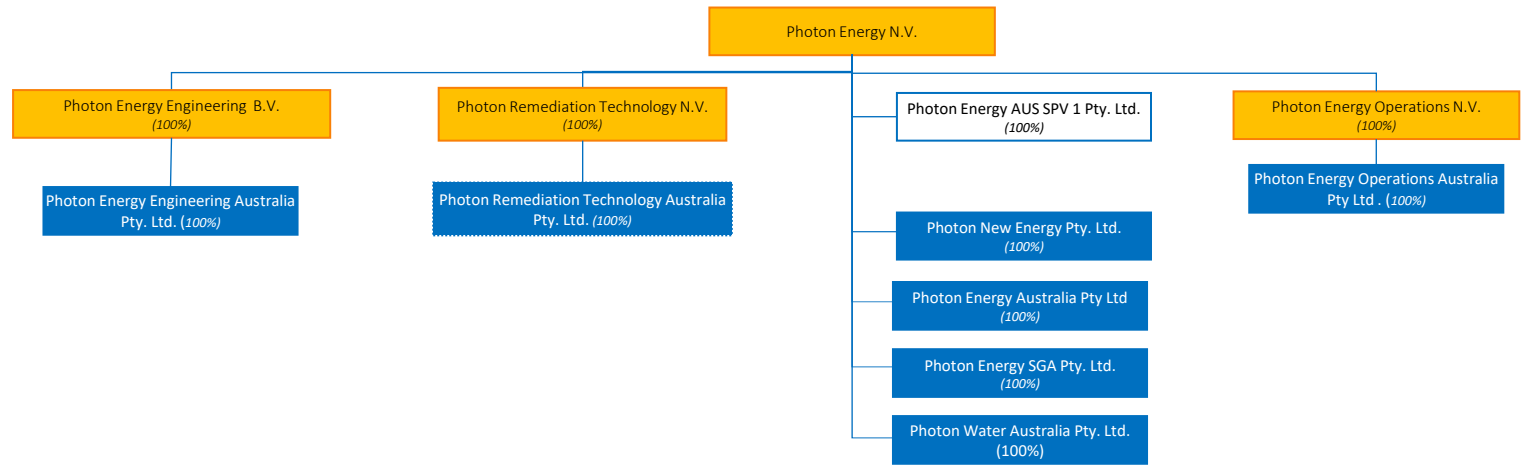 Photon Energy N.V.
Photon Energy Engineering B.V.
(100%)
Photon Remediation Technology N.V.
(100%)
Photon Energy AUS SPV 1 Pty. Ltd.
(100%)
Photon Energy Operations N.V.
(100%)
Photon Energy Engineering Australia
Pty. Ltd. (100%)
Photon Remediation Technology Australia
Pty. Ltd. (100%)
Photon Energy Operations Australia
Pty Ltd . (100%)
Photon New Energy Pty. Ltd.
(100%)
Photon Energy Australia Pty Ltd
(100%)
Photon Energy SGA Pty. Ltd.
(100%)
Photon Water Australia Pty. Ltd.
(100%)